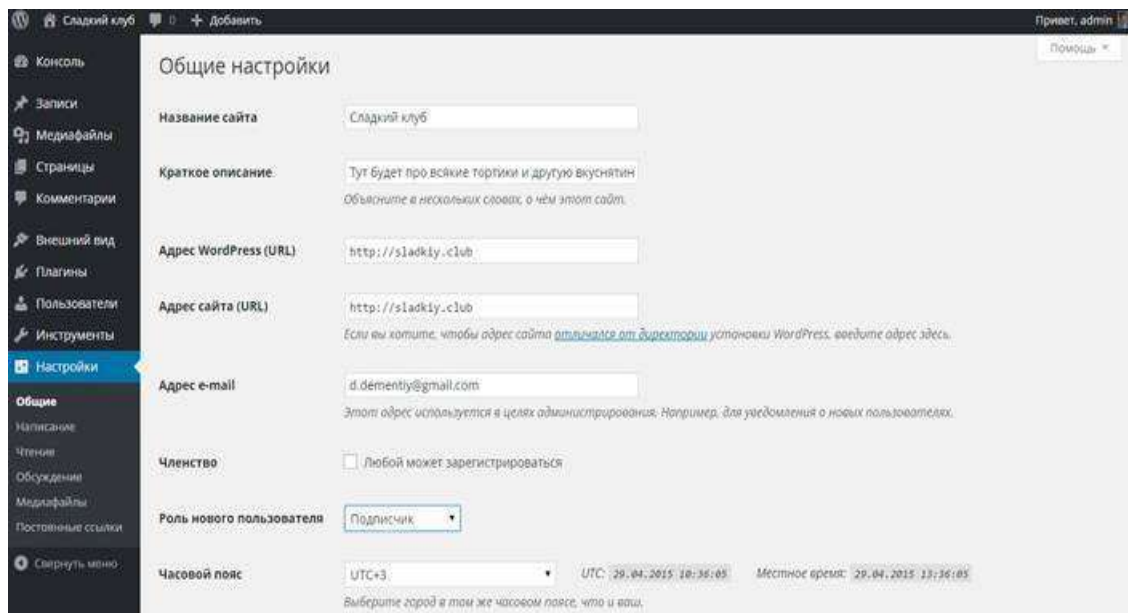 Сладкий клуб 0 + Добавить Привет, admin
Помощь
Консоль
Записи
Медиафайлы
Страницы
Комментарии
Внешний вид
Плагины
Пользователи
Инструменты
Настройки
Общие
Написание
Чтение
Обсуждение
Медиафайлы
Постоянные ссылки
Свернуть меню
Общие настройки
Название сайта
Сладкий клуб
Краткое описание
Тут будет про всякие тортики и другую вкуснятин
Объясните в нескольких словах, о чём этот сайт.
Адрес WordPress (URL)
http://sladkiy.club
Адрес сайта (URL)
http://sladkiy.club
Если вы хотите, чтобы адрес сайта отличался от директории установки WordPress, введите адрес здесь.
Адрес e-mail
d.dementiy@gmail.com
Этот адрес используется в целях администрирования. Например, для уведомления о новых пользователях.
Членство
Любой может зарегистрироваться
Роль нового пользователя
Подписчик
Часовой пояс
UTC+3
UTC: 29.04.2015 10:36:05 Местное время: 29.04.2015 13:36:05
Выберите город в том же часовом поясе, что и ваш.